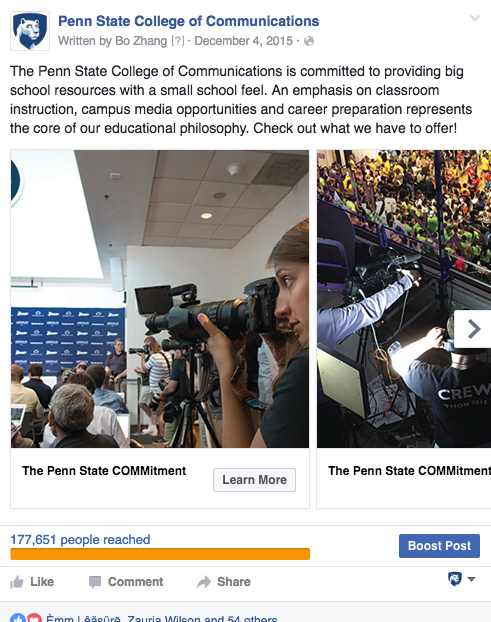 Penn State College of Communications
Written by Bo Zhang [?] · December 4, 2015 ·
The Penn State College of Communications is committed to providing big
school resources with a small school feel. An emphasis on classroom
instruction, campus media opportunities and career preparation represents
the core of our educational philosophy. Check out what we have to offer!
CREW
THON 2015
The Penn State COMMitment
Learn More
The Penn State COMMitment
177,651 people reached
Boost Post
Like
Comment
Share
Zauria Wilson and 54 others